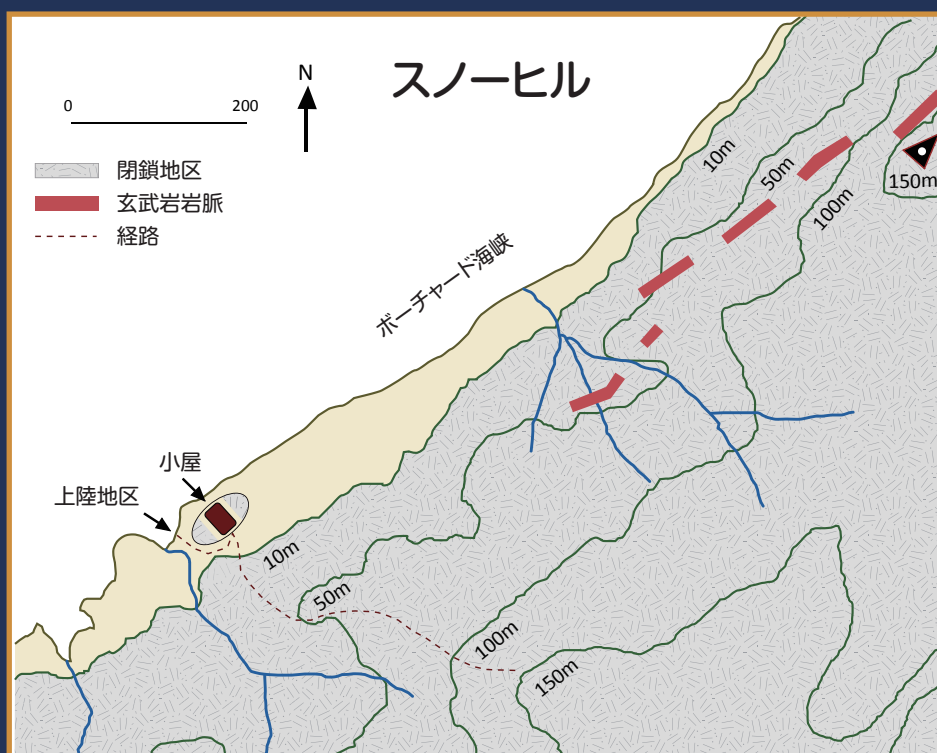 スノーヒル
N
0 200
閉鎖地区
玄武岩岩脈
経路
10m
50m
100m
150m
ボーチャード海峡
小屋
上陸地区
10m
50m
100m
150m